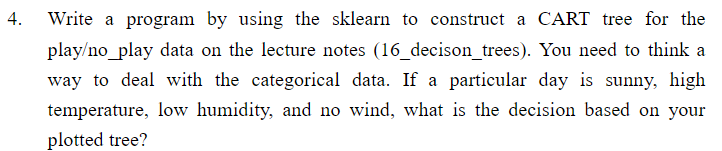 4. Write a program by using the sklearn to construct a CART tree for the
play/no_play data on the lecture notes (16_decison_trees). You need to think a
way to deal with the categorical data. If a particular day is sunny, high
temperature, low humidity, and no wind, what is the decision based on your
plotted tree?